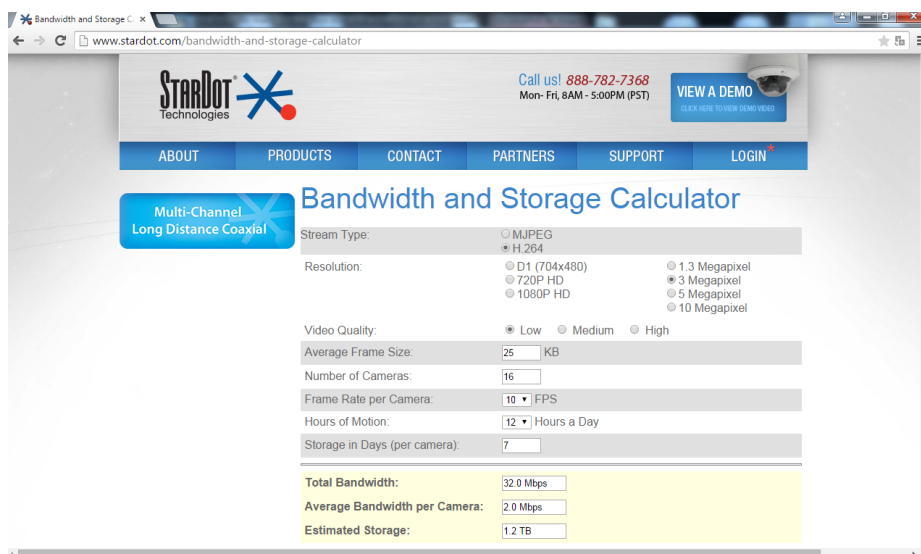 Bandwidth and Storage C
www.stardot.com/bandwidth-and-storage-calculator
STARDOT
Technologies
Call us! 888-782-7368
Mon- Fri, 8AM - 5:00PM (PST)
VIEW A DEMO
CLICK HERE TO VIEW DEMO VIDEO
ABOUT PRODUCTS CONTACT PARTNERS SUPPORT LOGIN*
Multi-Channel
Long Distance Coaxial
Bandwidth and Storage Calculator
Stream Type: MJPEG
H.264
Resolution: D1 (704x480) 1.3 Megapixel
720P HD 3 Megapixel
1080P HD 5 Megapixel
10 Megapixel
Video Quality: Low Medium High
Average Frame Size: 25 KB
Number of Cameras: 16
Frame Rate per Camera: 10 FPS
Hours of Motion: 12 Hours a Day
Storage in Days (per camera): 7
Total Bandwidth: 32.0 Mbps
Average Bandwidth per Camera: 2.0 Mbps
Estimated Storage: 1.2 TB